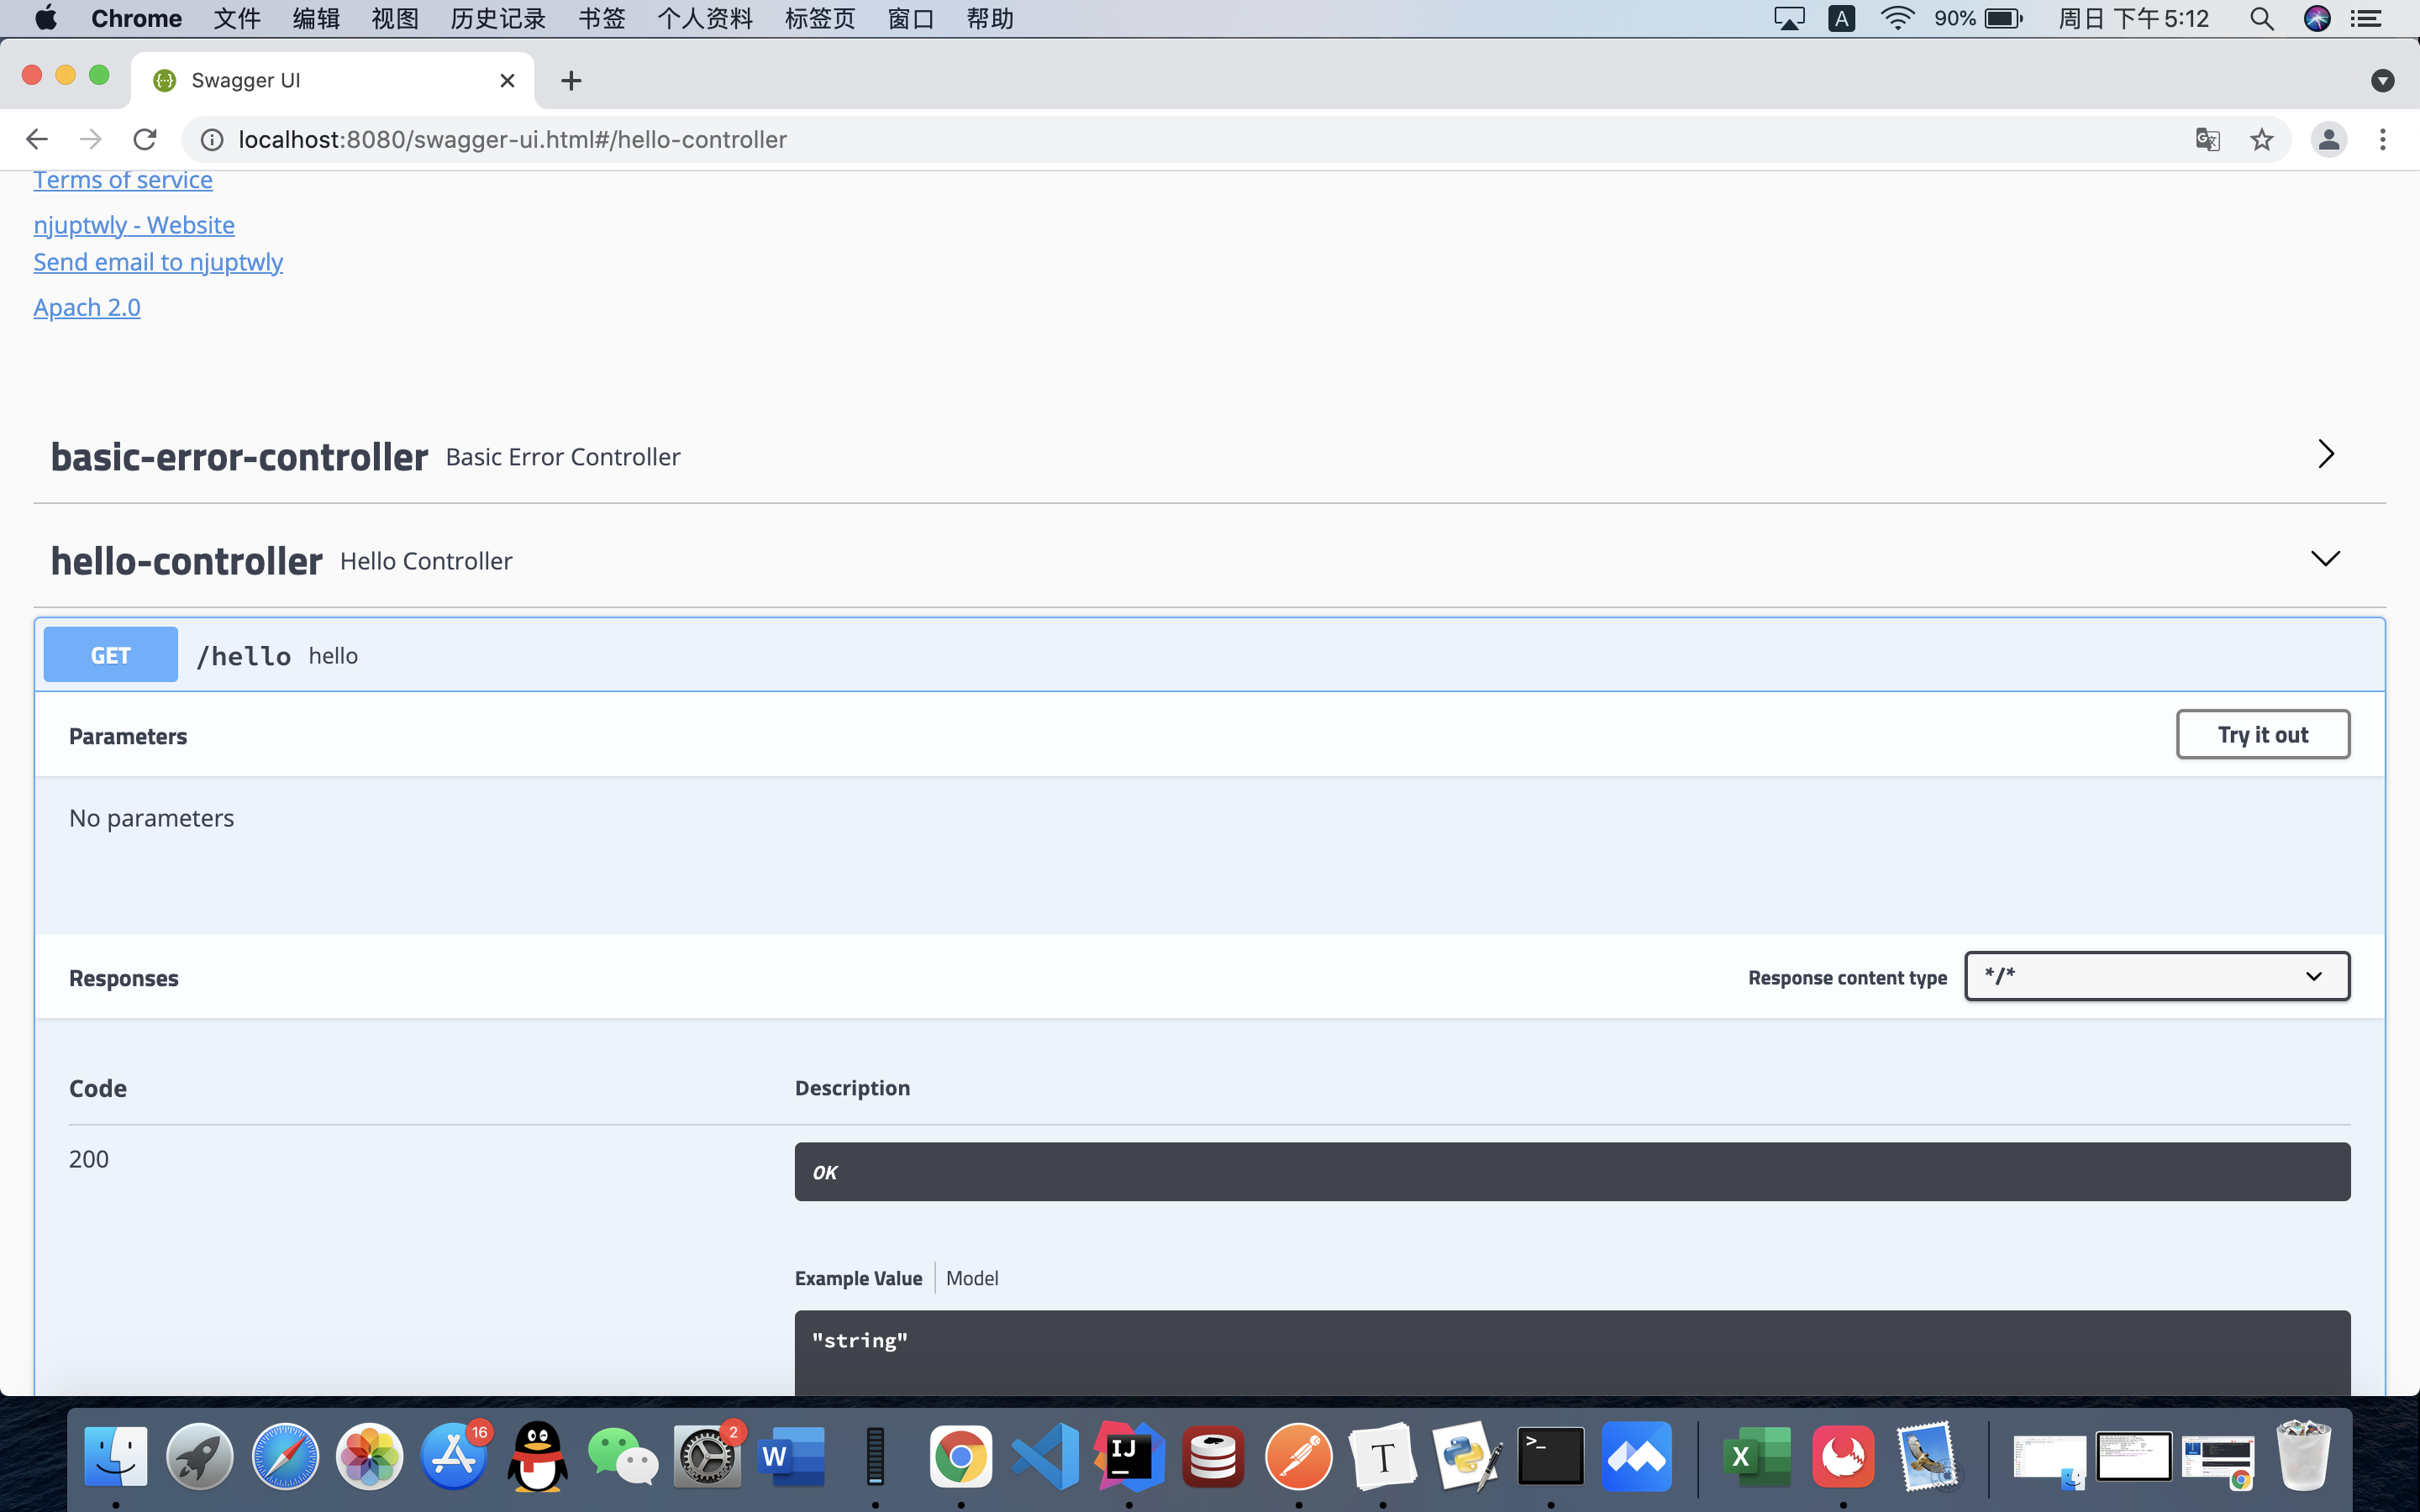 Chrome 文件 编辑 视图 历史记录 书签 个人资料 标签页 窗口 帮助 A 90% 周日 下午5:12
Swagger UI
localhost:8080/swagger-ui.html#/hello-controller
Terms of service
njuptwly - Website
Send email to njuptwly
Apach 2.0
basic-error-controller Basic Error Controller
hello-controller Hello Controller
GET /hello hello
Parameters Try it out
No parameters
Responses Response content type */*
Code Description
200 OK
Example Value Model
"string"
16 2 W IJ T >_ X